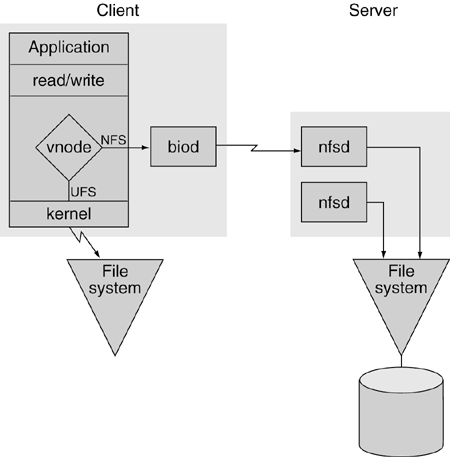 Client
Server
Application
read/write
vnode
NFS
UFS
kernel
biod
nfsd
nfsd
File
system
File
system